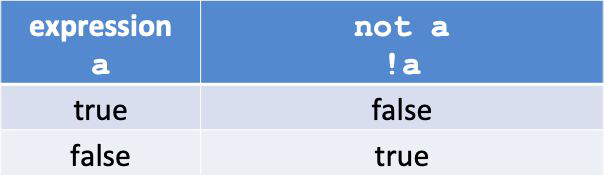 expression not a
a !a
true false
false true